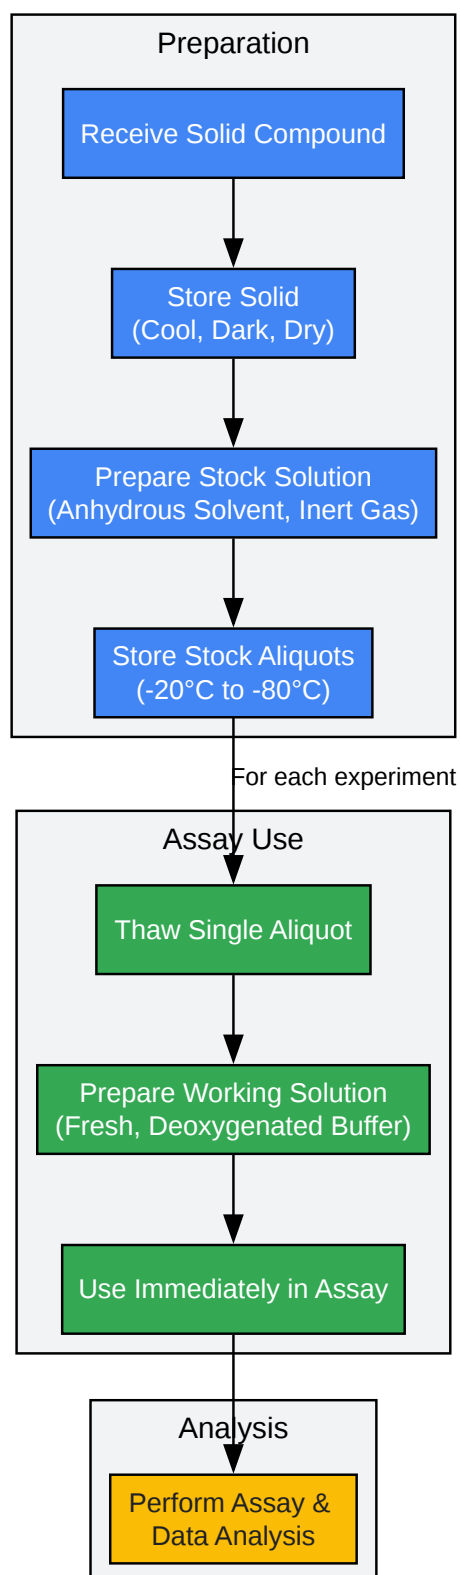 Preparation
Receive Solid Compound
Store Solid
(Cool, Dark, Dry)
Prepare Stock Solution
(Anhydrous Solvent, Inert Gas)
Store Stock Aliquots
(-20°C to -80°C)
For each experiment
Assay Use
Thaw Single Aliquot
Prepare Working Solution
(Fresh, Deoxygenated Buffer)
Use Immediately in Assay
Analysis
Perform Assay &
Data Analysis